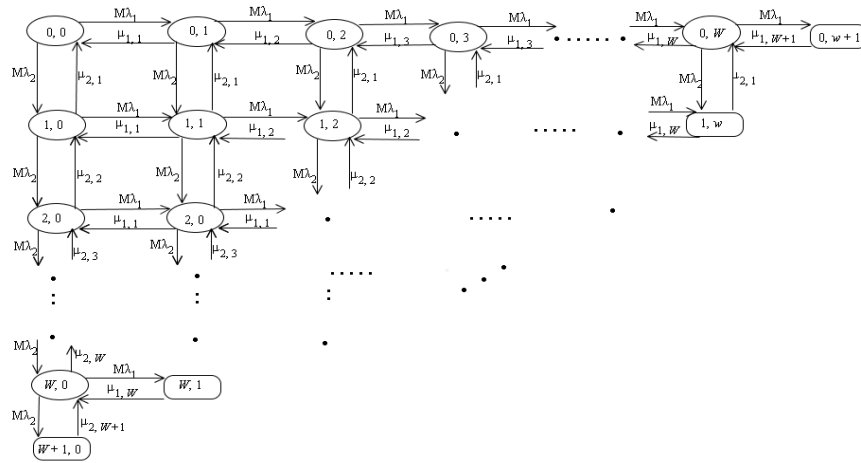 Mλ₁ Mλ₁ Mλ₁ Mλ₁ Mλ₁ Mλ₁
0, 0 0, 1 0, 2 0, 3 0, W 0, w+1
μ₁,₁ μ₁,₂ μ₁,₃ μ₁,₃ μ₁,W μ₁,W+1
Mλ₂ μ₂,₁ Mλ₂ μ₂,₁ Mλ₂ μ₂,₁ Mλ₂ μ₂,₁ Mλ₂ μ₂,₁
Mλ₁ Mλ₁ Mλ₁ Mλ₁
1, 0 1, 1 1, 2 1, w
μ₁,₁ μ₁,₂ μ₁,₂ μ₁,W
Mλ₂ μ₂,₂ Mλ₂ μ₂,₂ Mλ₂ μ₂,₂
Mλ₁ Mλ₁
2, 0 2, 0
μ₁,₁ μ₁,₁
Mλ₂ μ₂,₃ Mλ₂ μ₂,₃
Mλ₂ μ₂,W
Mλ₁
W, 0 W, 1
μ₁,W
Mλ₂ μ₂,W+1
W+1, 0